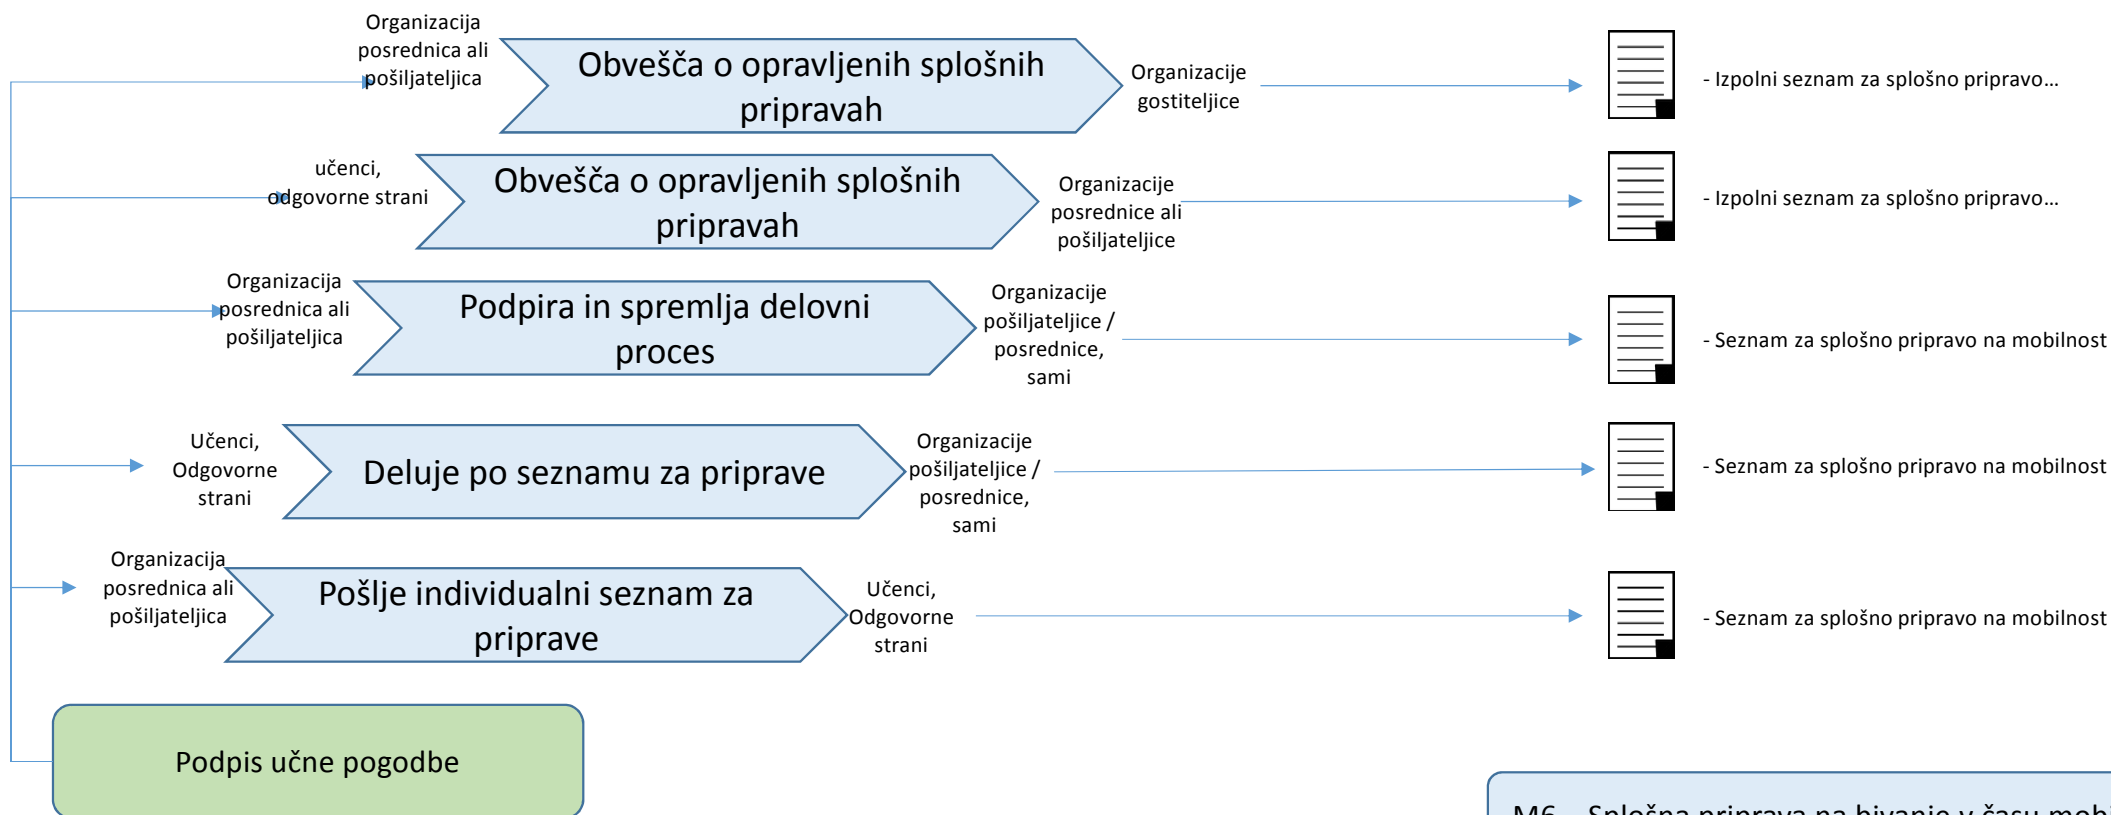 Organizacija
posrednica ali
pošiljateljica
Obvešča o opravljenih splošnih
pripravah
Organizacije
gostiteljice
- Izpolni seznam za splošno pripravo…
učenci,
odgovorne strani
Obvešča o opravljenih splošnih
pripravah
Organizacije
posrednice ali
pošiljateljice
- Izpolni seznam za splošno pripravo…
Organizacija
posrednica ali
pošiljateljica
Podpira in spremlja delovni
proces
Organizacije
pošiljateljice /
posrednice,
sami
- Seznam za splošno pripravo na mobilnost
Učenci,
Odgovorne
strani
Deluje po seznamu za priprave
Organizacije
pošiljateljice /
posrednice,
sami
- Seznam za splošno pripravo na mobilnost
Organizacija
posrednica ali
pošiljateljica
Pošlje individualni seznam za
priprave
Učenci,
Odgovorne
strani
- Seznam za splošno pripravo na mobilnost
Podpis učne pogodbe